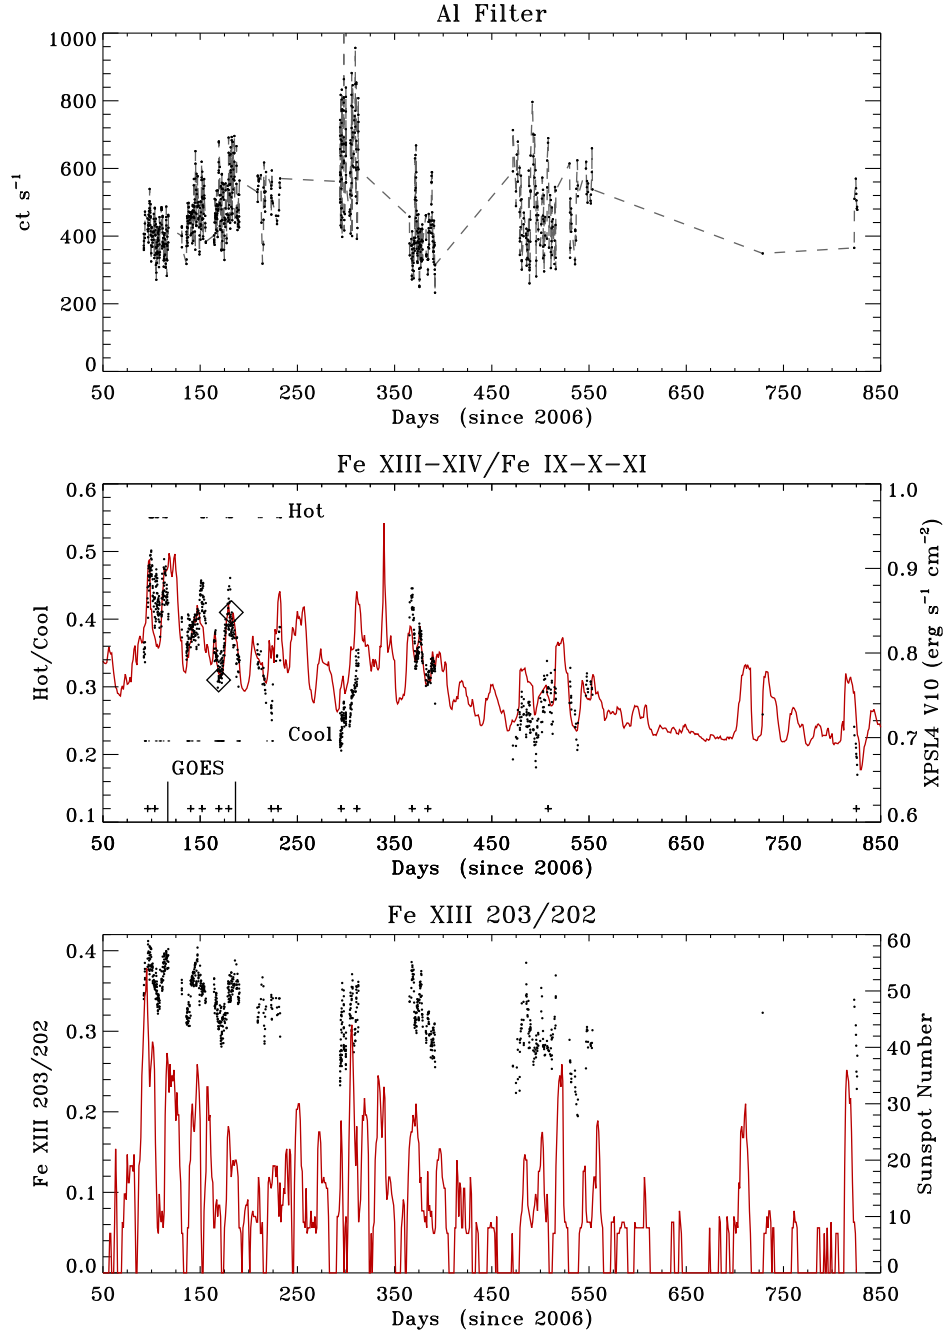 Al Filter
1000
800
600
400
200
0
ct s⁻¹
50 150 250 350 450 550 650 750 850
Days (since 2006)
Fe XIII−XIV/Fe IX−X−XI
0.6
0.5
0.4
0.3
0.2
0.1
Hot/Cool
Hot
Cool
GOES
1.0
0.9
0.8
0.7
0.6
XPSL4 V10 (erg s⁻¹ cm⁻²)
50 150 250 350 450 550 650 750 850
Days (since 2006)
Fe XIII 203/202
0.4
0.3
0.2
0.1
0.0
Fe XIII 203/202
60
50
40
30
20
10
0
Sunspot Number
50 150 250 350 450 550 650 750 850
Days (since 2006)